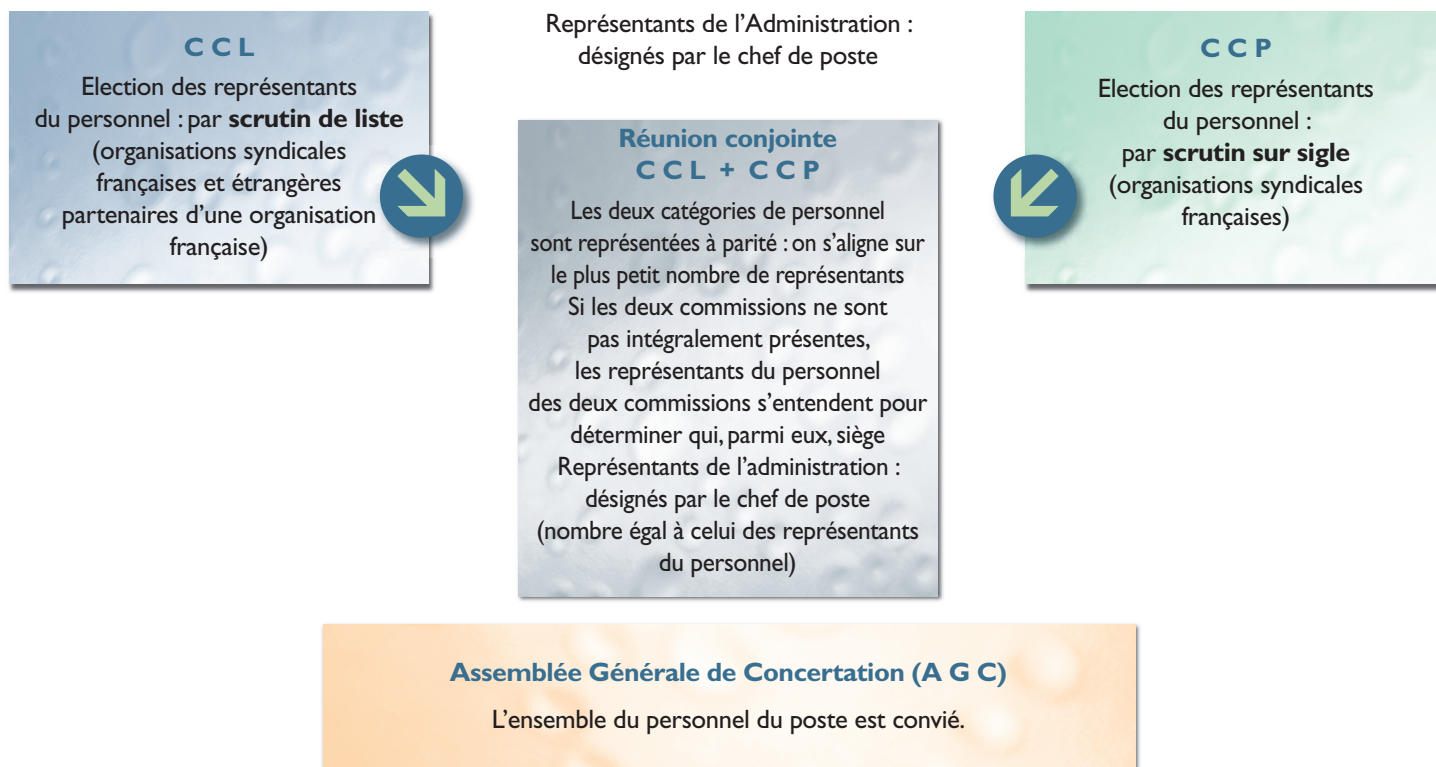 C C L
Election des représentants
du personnel : par scrutin de liste
(organisations syndicales
françaises et étrangères
partenaires d’une organisation
française)
Représentants de l’Administration :
désignés par le chef de poste
C C P
Election des représentants
du personnel :
par scrutin sur sigle
(organisations syndicales
françaises)
Réunion conjointe
C C L + C C P
Les deux catégories de personnel
sont représentées à parité : on s’aligne sur
le plus petit nombre de représentants
Si les deux commissions ne sont
pas intégralement présentes,
les représentants du personnel
des deux commissions s’entendent pour
déterminer qui, parmi eux, siège
Représentants de l’administration :
désignés par le chef de poste
(nombre égal à celui des représentants
du personnel)
Assemblée Générale de Concertation (A G C)
L’ensemble du personnel du poste est convié.